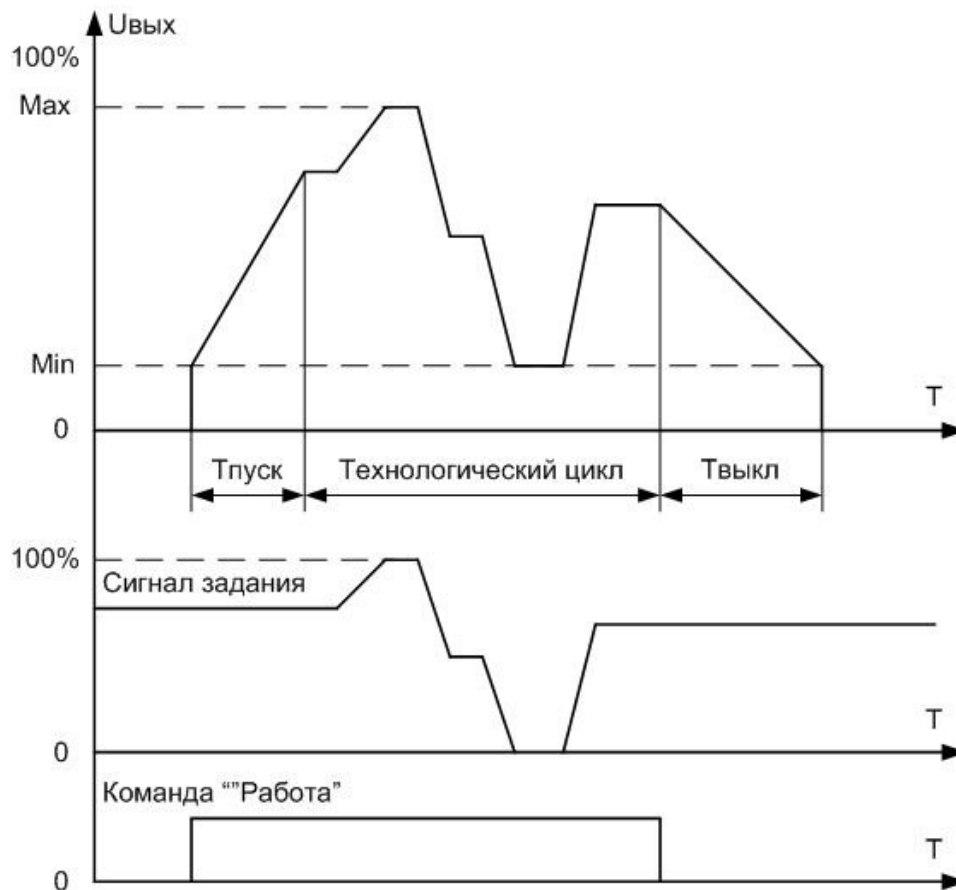 Uвых
100%
Max
Min
0
T
Tпуск
Технологический цикл
Tвыкл
100%
Сигнал задания
T
0
Команда “”Работа”
T
0